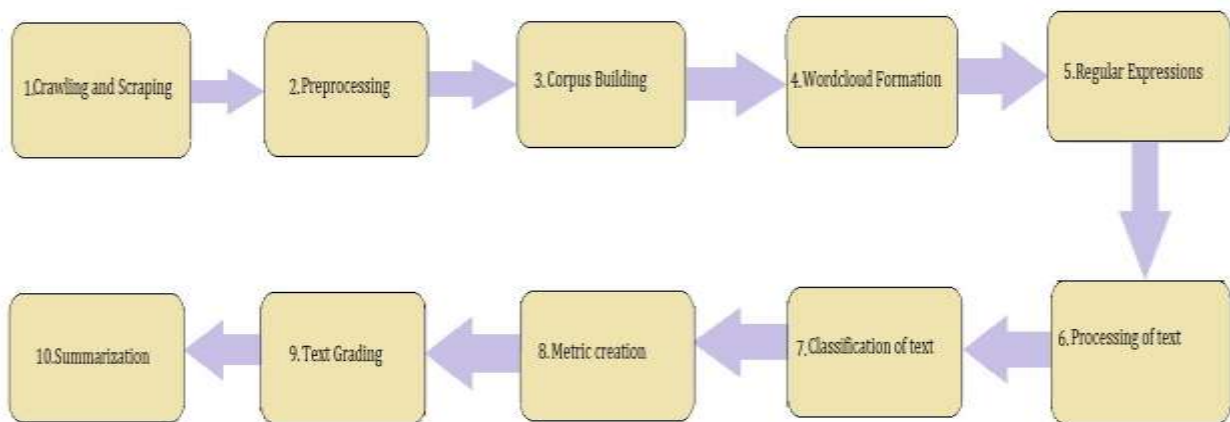 1.Crawling and Scraping
2.Preprocessing
3.Corpus Building
4.Wordcloud Formation
5.Regular Expressions
6.Processing of text
7.Classification of text
8.Metric creation
9.Text Grading
10.Summarization